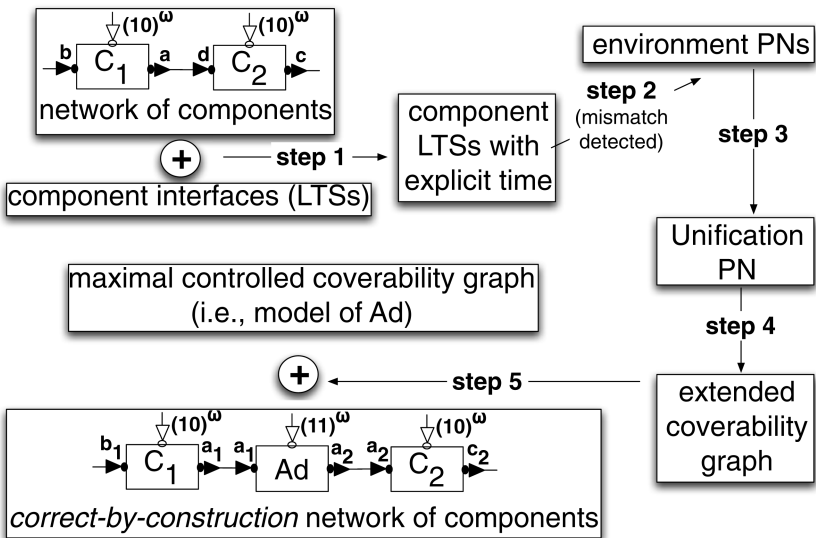 (10)ω (10)ω
b C1 a d C2 c
network of components
+
component interfaces (LTSs)
step 1
component
LTSs with
explicit time
step 2
(mismatch
detected)
environment PNs
step 3
Unification
PN
step 4
extended
coverability
graph
step 5
maximal controlled coverability graph
(i.e., model of Ad)
+
(10)ω (11)ω (10)ω
b1 C1 a1 a1 Ad a2 a2 C2 c2
correct-by-construction network of components